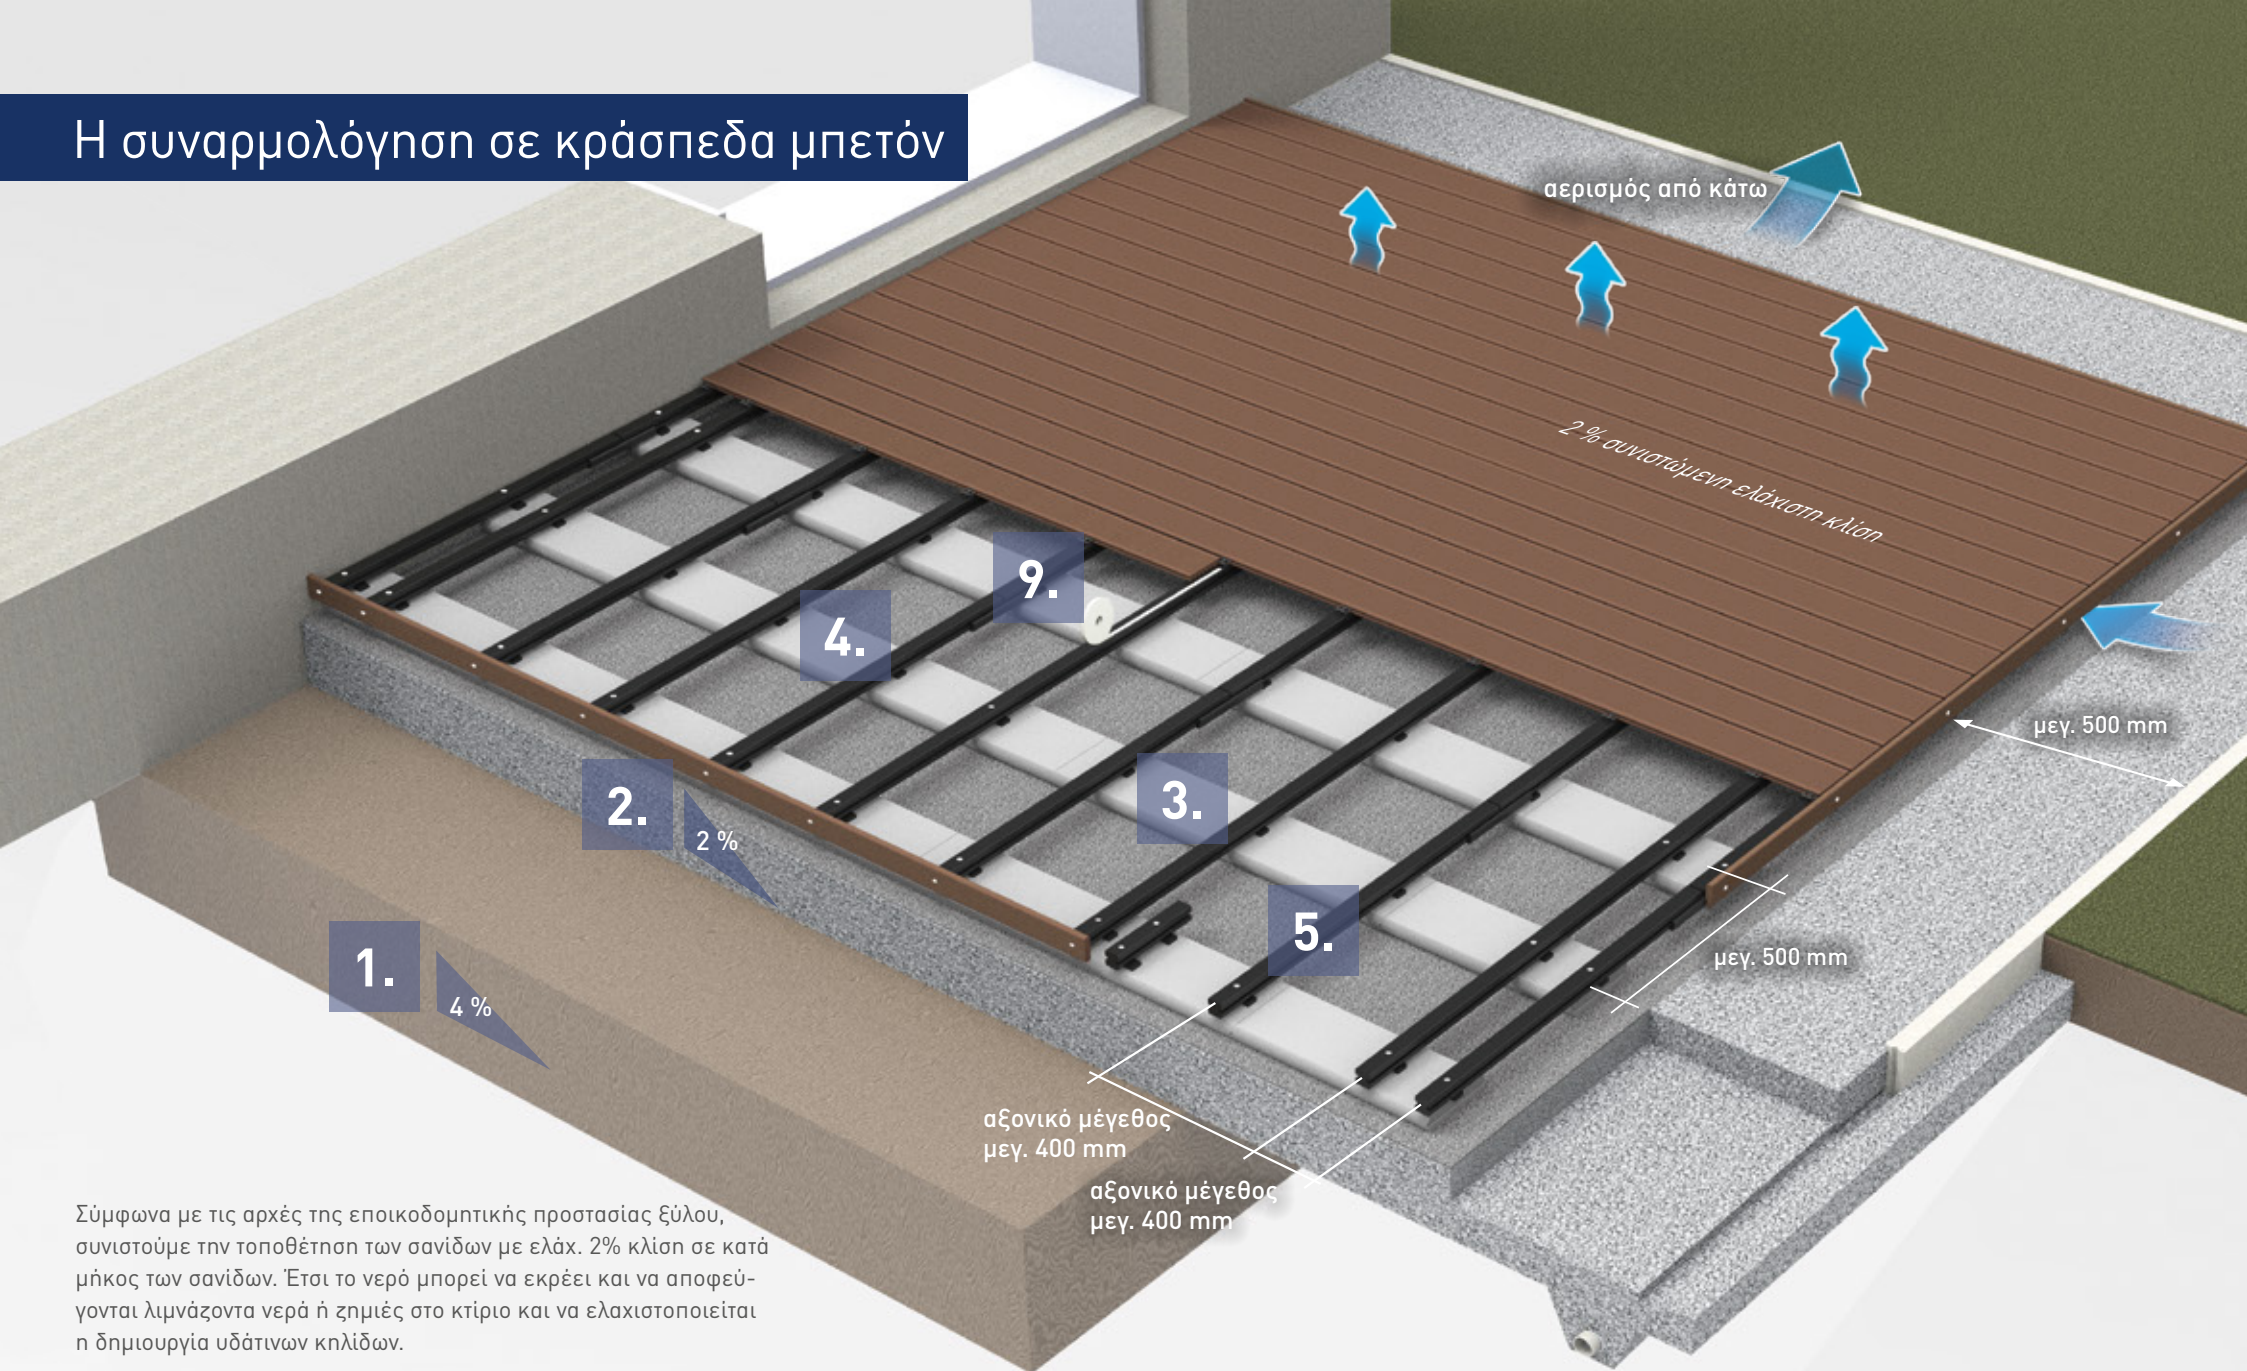 Η συναρμολόγηση σε κράσπεδα μπετόν
αερισμός από κάτω
2 % συνιστώμενη ελάχιστη κλίση
9.
4.
μεγ. 500 mm
2.
2 %
3.
5.
1.
4 %
μεγ. 500 mm
αξονικό μέγεθος
μεγ. 400 mm
αξονικό μέγεθος
μεγ. 400 mm
Σύμφωνα με τις αρχές της εποικοδομητικής προστασίας ξύλου,
συνιστούμε την τοποθέτηση των σανίδων με ελάχ. 2% κλίση σε κατά
μήκος των σανίδων. Έτσι το νερό μπορεί να εκρέει και να αποφεύ-
γονται λιμνάζοντα νερά ή ζημιές στο κτίριο και να ελαχιστοποιείται
η δημιουργία υδάτινων κηλίδων.